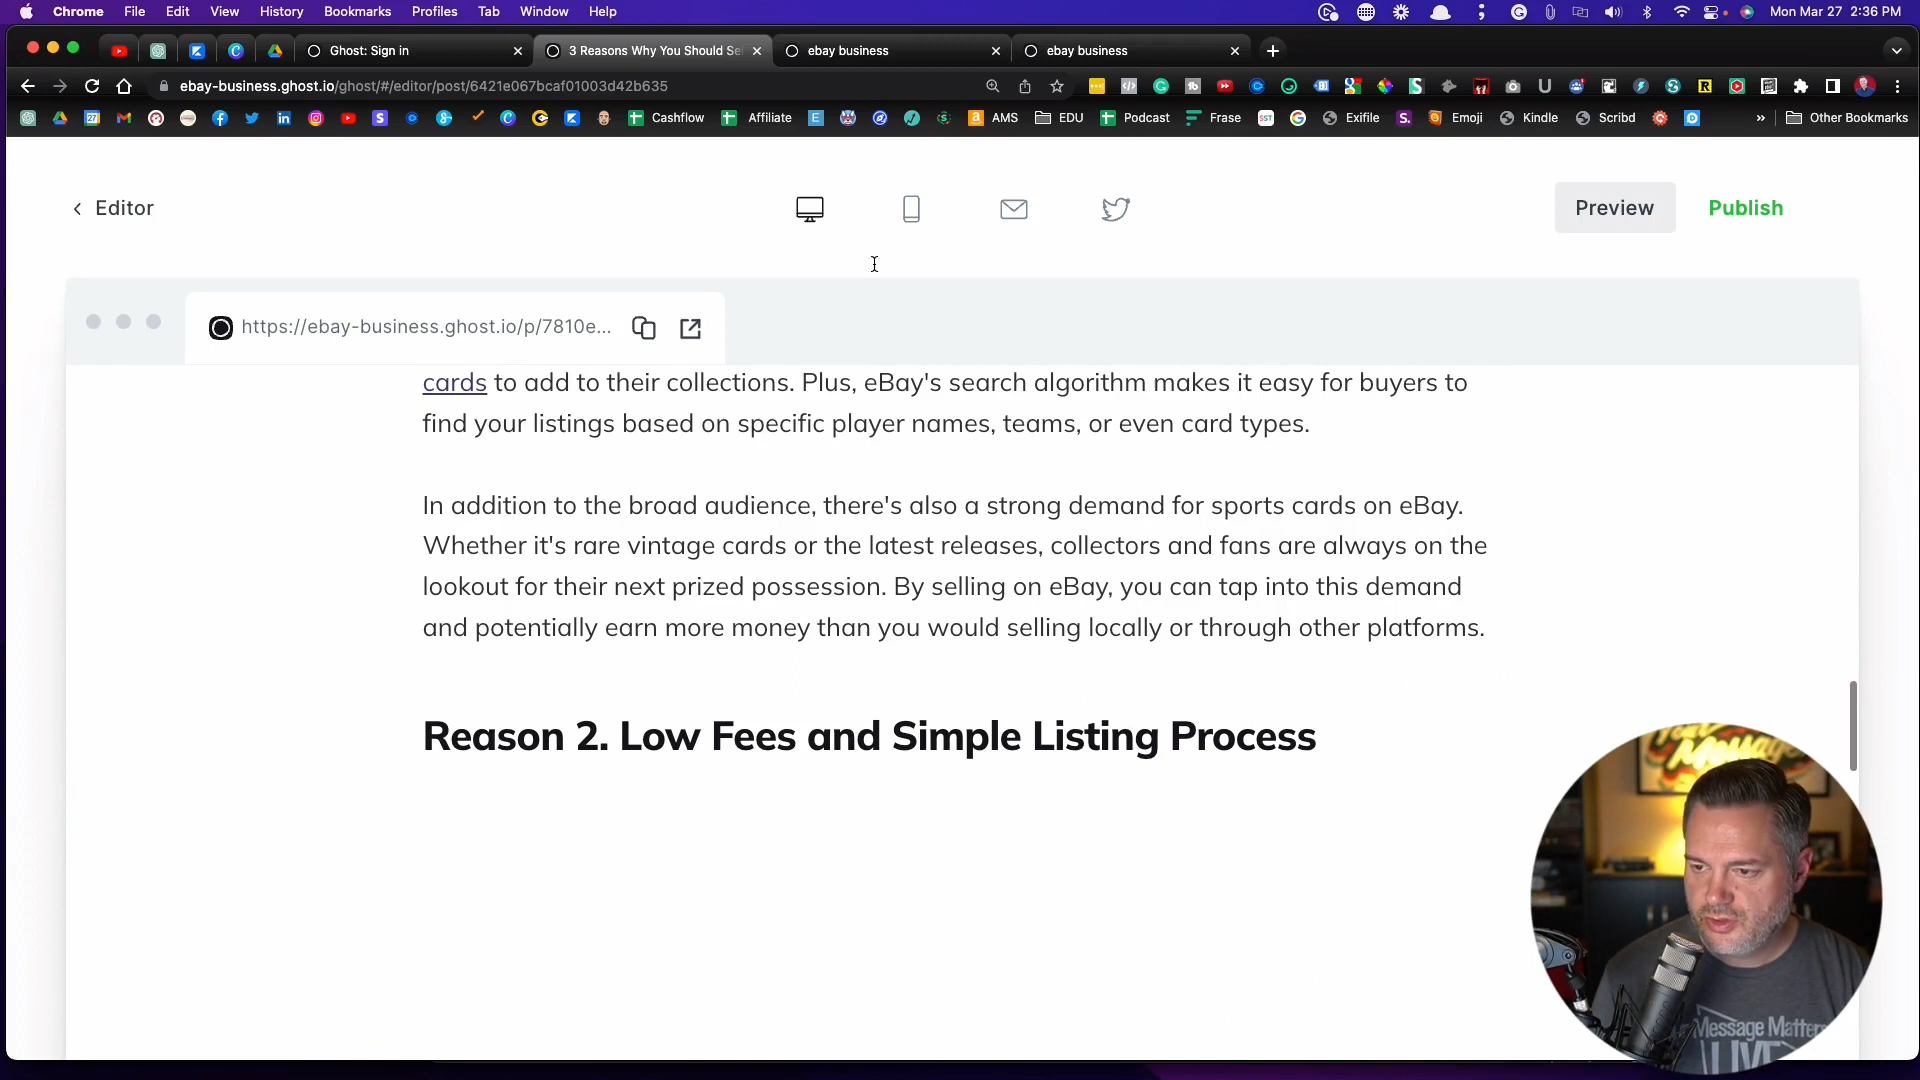 Chrome File Edit View History Bookmarks Profiles Tab Window Help Mon Mar 27 2:36 PM
Ghost: Sign in
3 Reasons Why You Should Se
ebay business
ebay business
ebay-business.ghost.io/ghost/#/editor/post/6421e067bcaf01003d42b635
Cashflow Affiliate AMS EDU Podcast Frase Exifile Emoji Kindle Scribd » Other Bookmarks
Editor
Preview
Publish
https://ebay-business.ghost.io/p/7810e...
cards to add to their collections. Plus, eBay's search algorithm makes it easy for buyers to
find your listings based on specific player names, teams, or even card types.
In addition to the broad audience, there's also a strong demand for sports cards on eBay.
Whether it's rare vintage cards or the latest releases, collectors and fans are always on the
lookout for their next prized possession. By selling on eBay, you can tap into this demand
and potentially earn more money than you would selling locally or through other platforms.
Reason 2. Low Fees and Simple Listing Process
Message Matters
LIVE